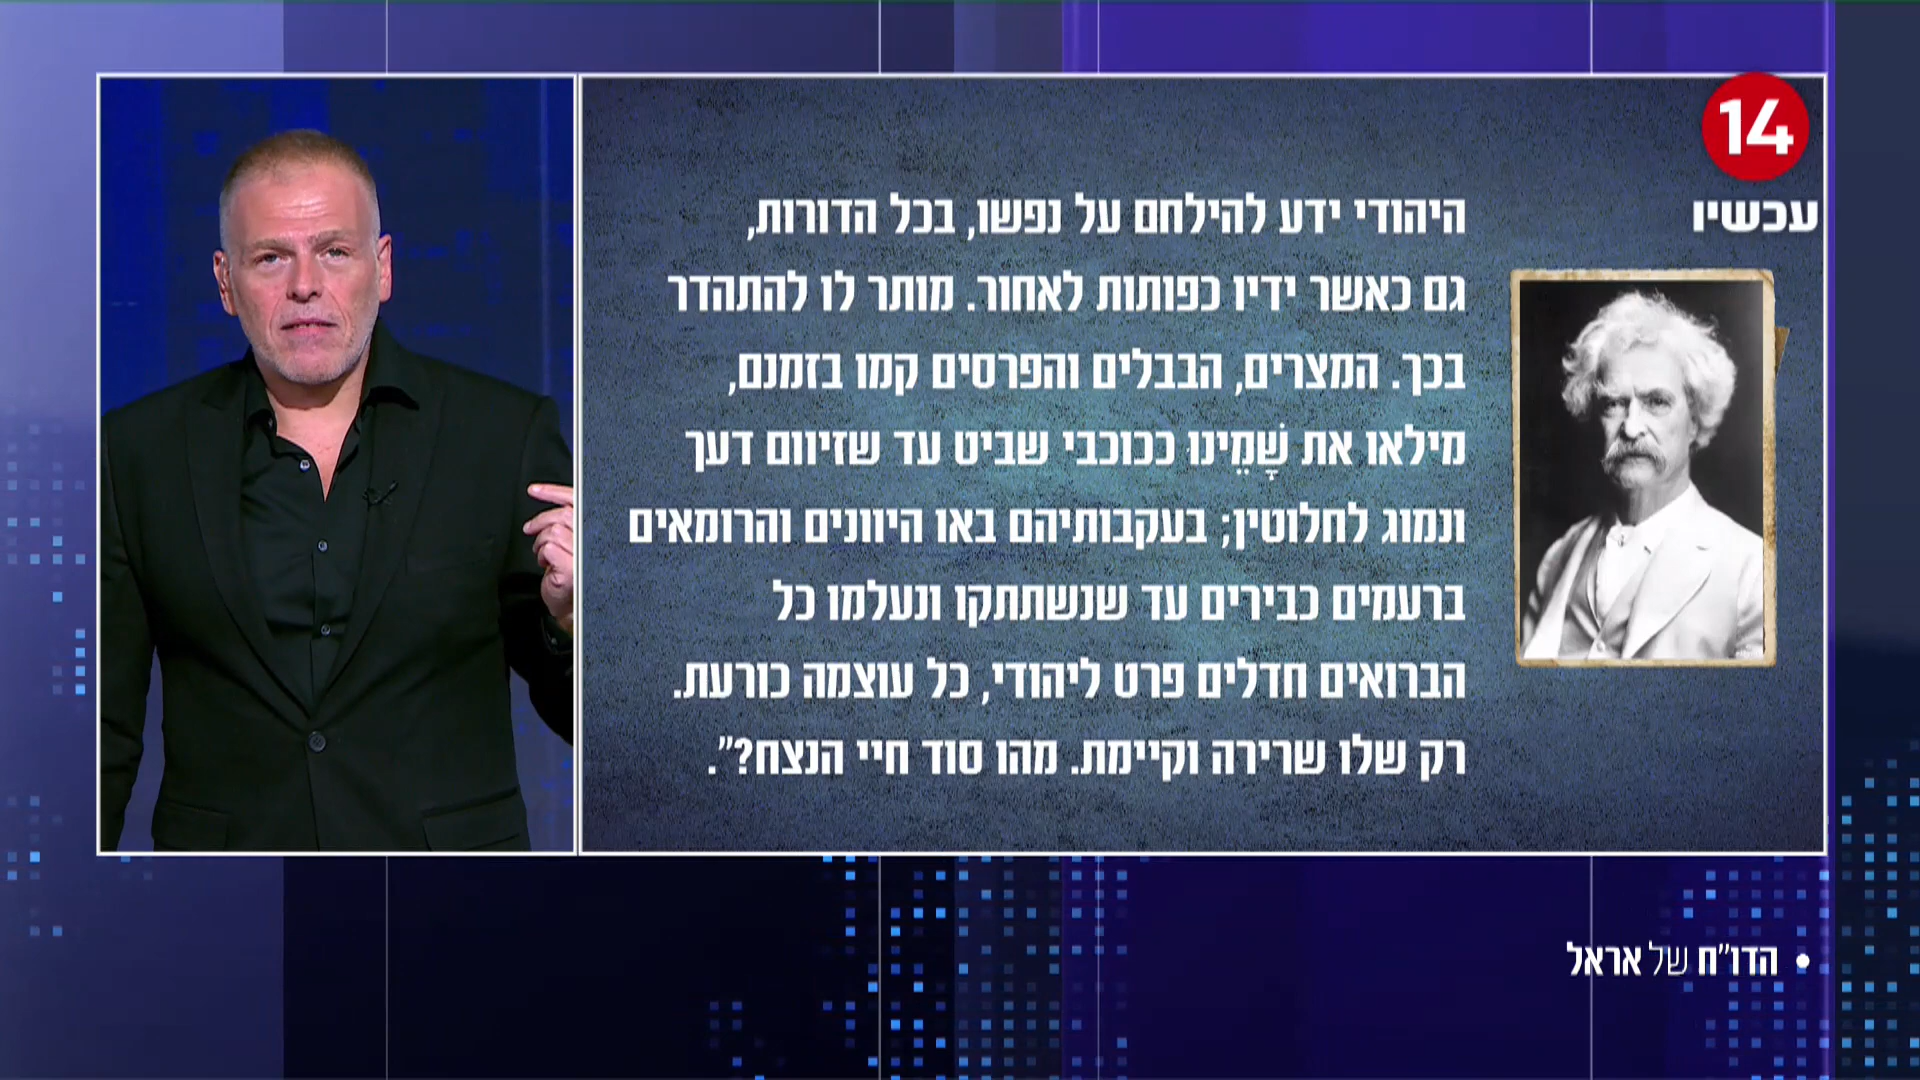 14
עכשיו
היהודי ידע להילחם על נפשו, בכל הדורות,
גם כאשר ידיו כפותות לאחור. מותר לו להתהדר
בכך. המצרים, הבבלים והפרסים קמו בזמנם,
מילאו את שָׁמֵינוּ ככוכבי שביט עד שזיוום דעך
ונמוג לחלוטין; בעקבותיהם באו היוונים והרומאים
ברעמים כבירים עד שנשתתקו ונעלמו כל
הברואים חדלים פרט ליהודי, כל עוצמה כורעת.
רק שלו שרירה וקיימת. מהו סוד חיי הנצח?".
• הדו"ח של אראל